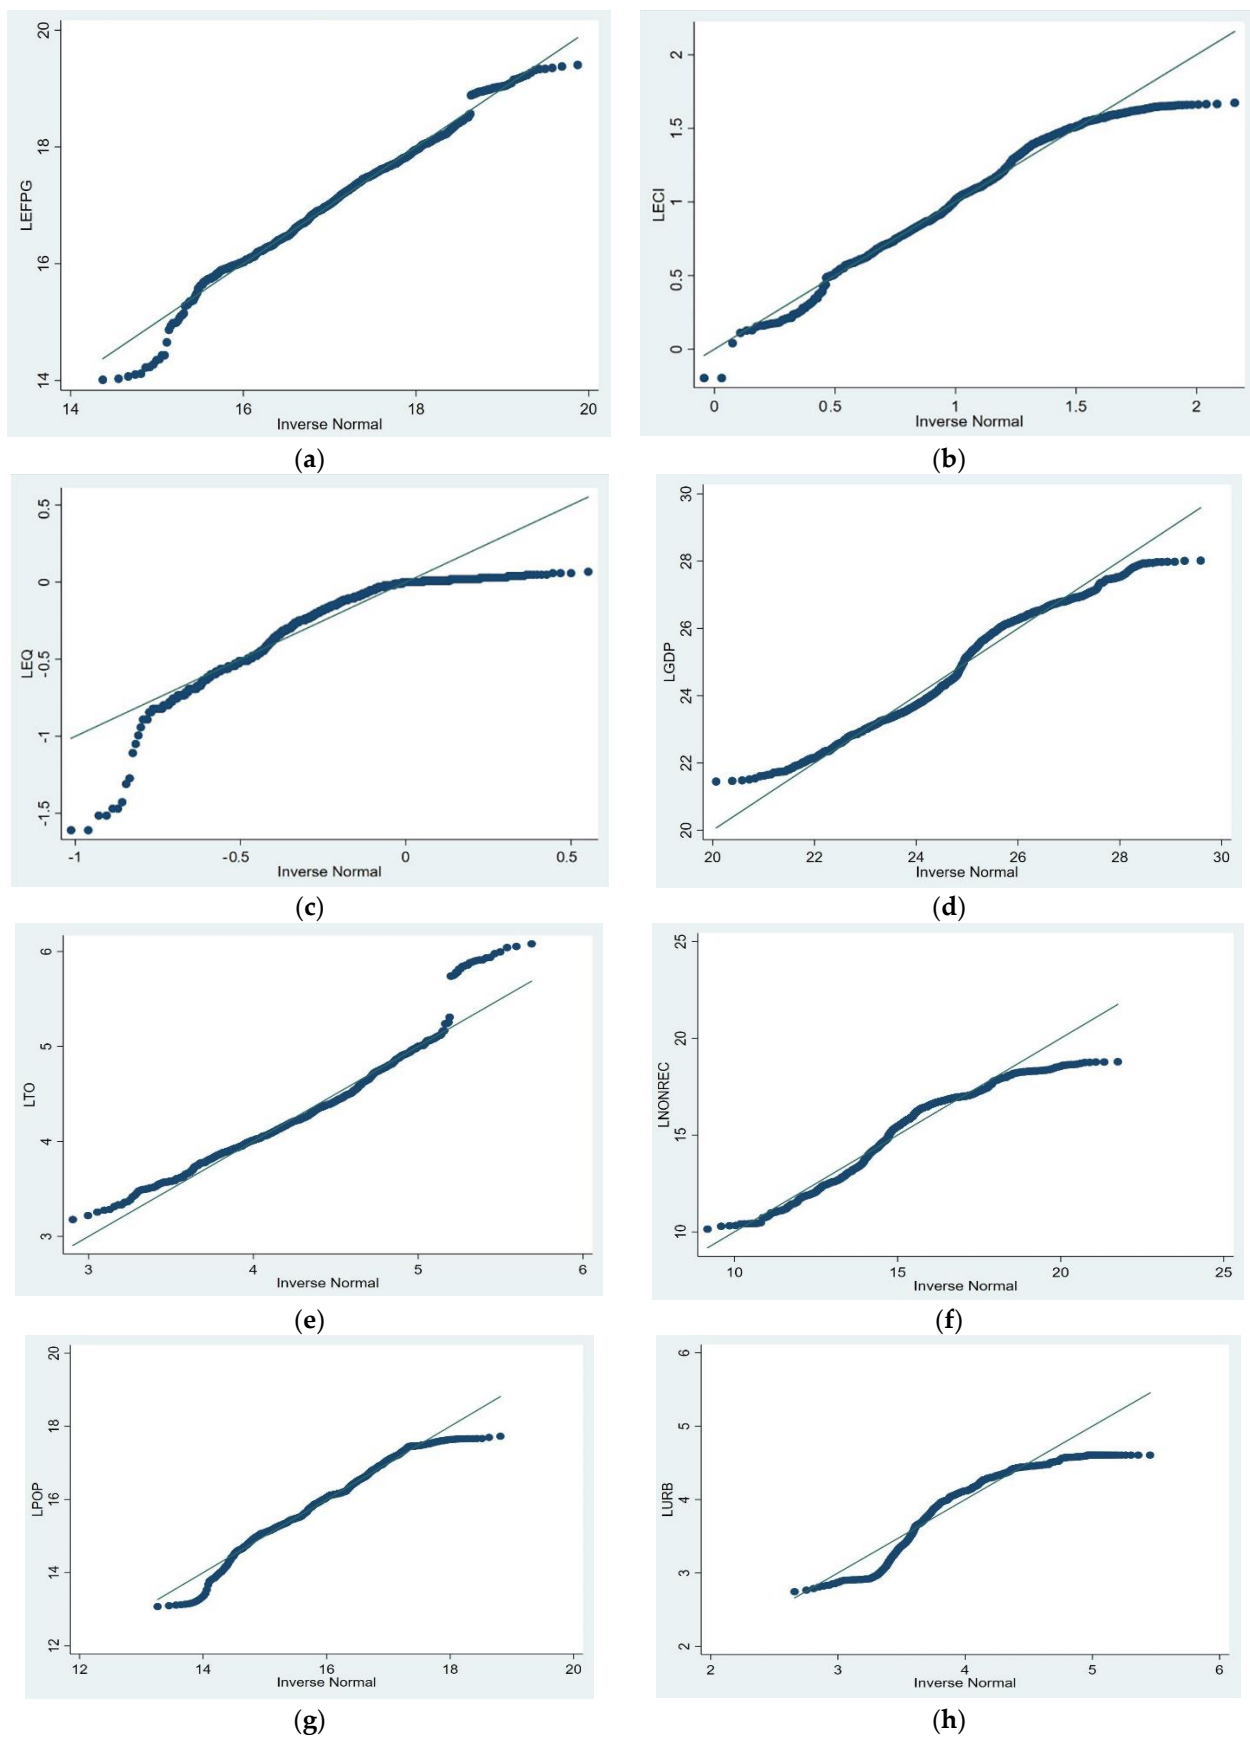 20
18
16
14
LEFPG
14 16 18 20
Inverse Normal
(a)
2
1.5
1
0.5
0
LECI
0 0.5 1 1.5 2
Inverse Normal
(b)
0.5
0
-0.5
-1
-1.5
LEQ
-1 -0.5 0 0.5
Inverse Normal
(c)
30
28
26
24
22
20
LGDP
20 22 24 26 28 30
Inverse Normal
(d)
6
5
4
3
LTO
3 4 5 6
Inverse Normal
(e)
25
20
15
10
LNONREC
10 15 20 25
Inverse Normal
(f)
20
18
16
14
12
LPOP
12 14 16 18 20
Inverse Normal
(g)
6
5
4
3
2
LURB
2 3 4 5 6
Inverse Normal
(h)